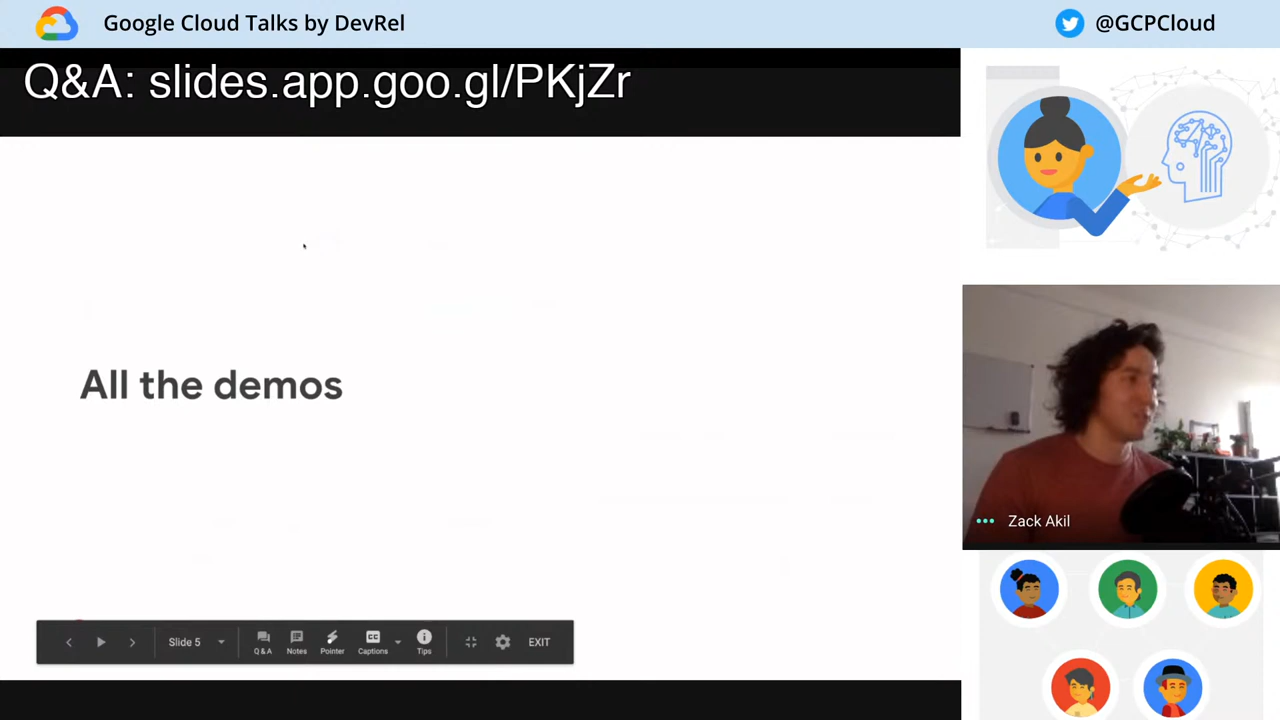 Google Cloud Talks by DevRel
@GCPCloud
Q&A: slides.app.goo.gl/PKjZr
All the demos
Zack Akil
Slide 5
Q&A
Notes
Pointer
Captions
Tips
EXIT